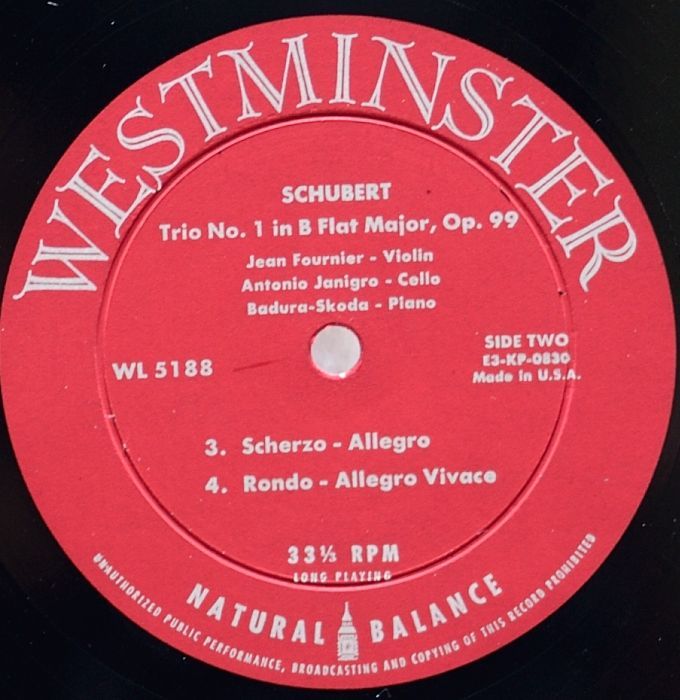 WESTMINSTER
SCHUBERT
Trio No. 1 in B Flat Major, Op. 99
Jean Fournier - Violin
Antonio Janigro - Cello
Badura-Skoda - Piano
WL 5188
SIDE TWO
E3-KP-0830
Made in U.S.A.
3. Scherzo - Allegro
4. Rondo - Allegro Vivace
33⅓ RPM
LONG PLAYING
NATURAL BALANCE
UNAUTHORIZED PUBLIC PERFORMANCE, BROADCASTING AND COPYING OF THIS RECORD PROHIBITED